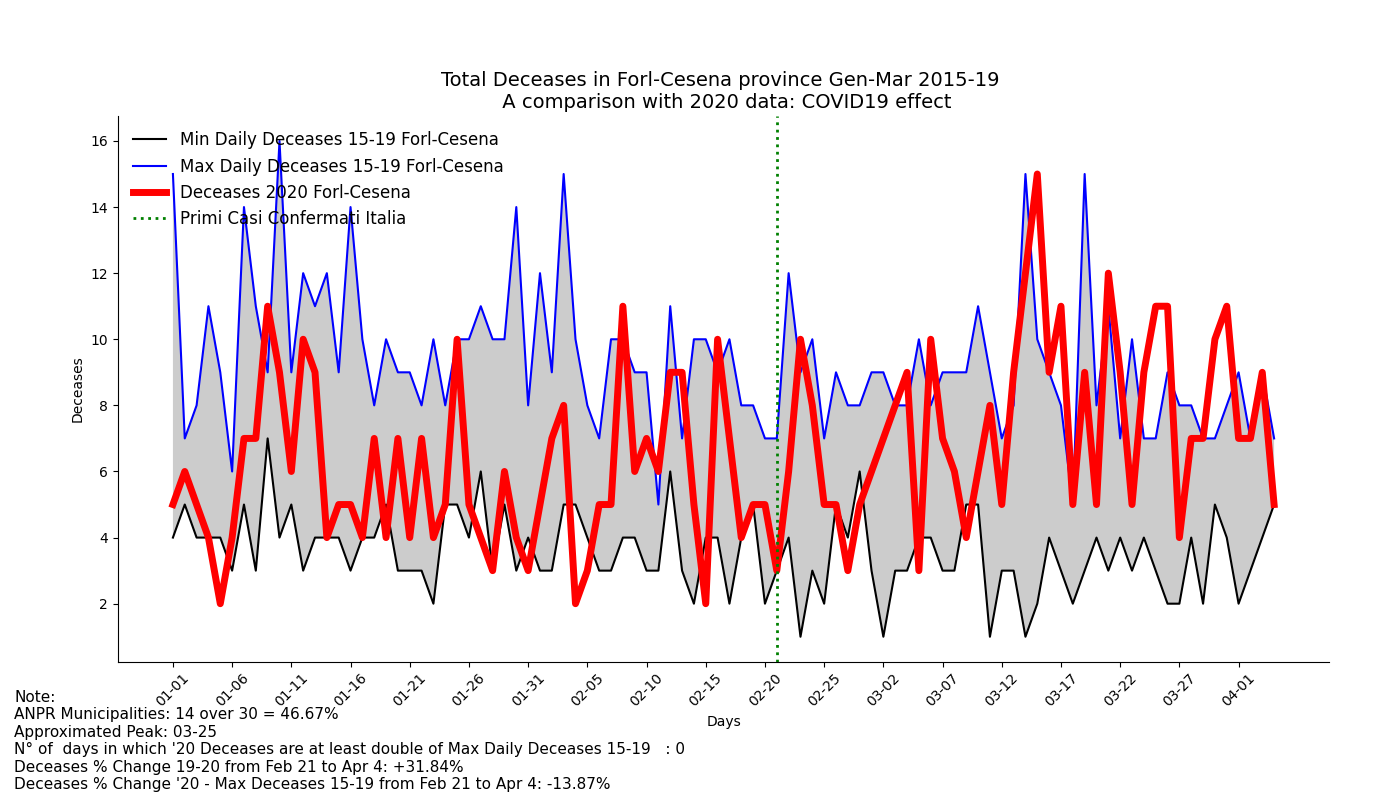 Total Deceases in Forl-Cesena province Gen-Mar 2015-19
A comparison with 2020 data: COVID19 effect
Min Daily Deceases 15-19 Forl-Cesena
Max Daily Deceases 15-19 Forl-Cesena
Deceases 2020 Forl-Cesena
Primi Casi Confermati Italia
Deceases
16
14
12
10
8
6
4
2
01-01
01-06
01-11
01-16
01-21
01-26
01-31
02-05
02-10
02-15
02-20
02-25
03-02
03-07
03-12
03-17
03-22
03-27
04-01
Days
Note:
ANPR Municipalities: 14 over 30 = 46.67%
Approximated Peak: 03-25
N° of  days in which '20 Deceases are at least double of Max Daily Deceases 15-19   : 0
Deceases % Change 19-20 from Feb 21 to Apr 4: +31.84%
Deceases % Change '20 - Max Deceases 15-19 from Feb 21 to Apr 4: -13.87%